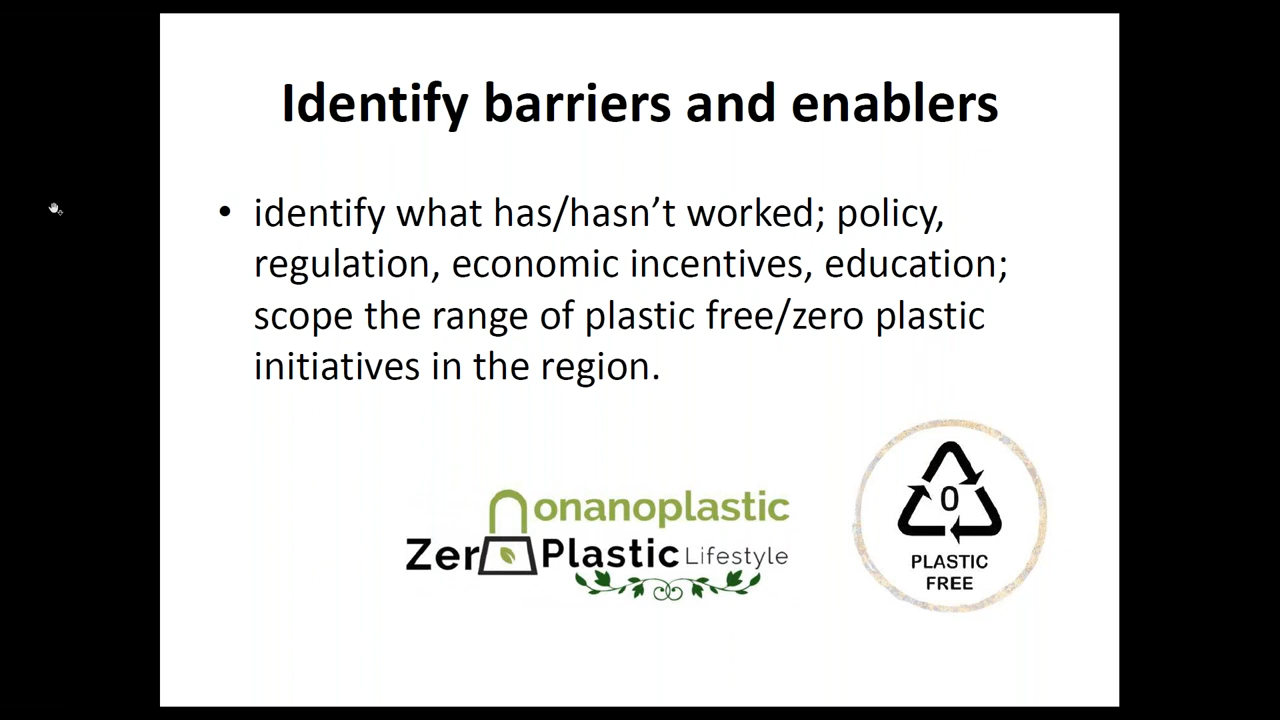 Identify barriers and enablers
• identify what has/hasn’t worked; policy,
regulation, economic incentives, education;
scope the range of plastic free/zero plastic
initiatives in the region.
nonanoplastic
Zero Plastic Lifestyle
0
PLASTIC
FREE